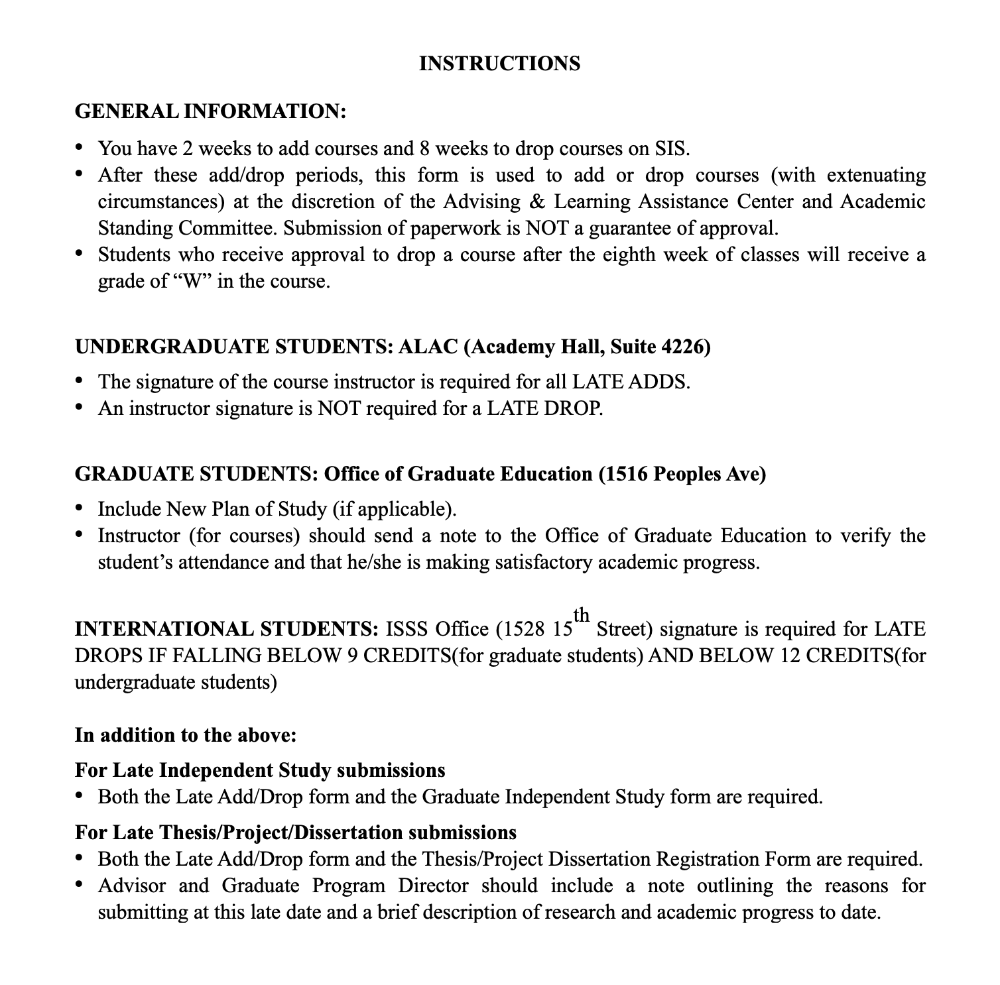 INSTRUCTIONS
GENERAL INFORMATION:
• You have 2 weeks to add courses and 8 weeks to drop courses on SIS.
• After these add/drop periods, this form is used to add or drop courses (with extenuating
circumstances) at the discretion of the Advising & Learning Assistance Center and Academic
Standing Committee. Submission of paperwork is NOT a guarantee of approval.
• Students who receive approval to drop a course after the eighth week of classes will receive a
grade of “W” in the course.
UNDERGRADUATE STUDENTS: ALAC (Academy Hall, Suite 4226)
• The signature of the course instructor is required for all LATE ADDS.
• An instructor signature is NOT required for a LATE DROP.
GRADUATE STUDENTS: Office of Graduate Education (1516 Peoples Ave)
• Include New Plan of Study (if applicable).
• Instructor (for courses) should send a note to the Office of Graduate Education to verify the
student’s attendance and that he/she is making satisfactory academic progress.
INTERNATIONAL STUDENTS: ISSS Office (1528 15th Street) signature is required for LATE
DROPS IF FALLING BELOW 9 CREDITS(for graduate students) AND BELOW 12 CREDITS(for
undergraduate students)
In addition to the above:
For Late Independent Study submissions
• Both the Late Add/Drop form and the Graduate Independent Study form are required.
For Late Thesis/Project/Dissertation submissions
• Both the Late Add/Drop form and the Thesis/Project Dissertation Registration Form are required.
• Advisor and Graduate Program Director should include a note outlining the reasons for
submitting at this late date and a brief description of research and academic progress to date.